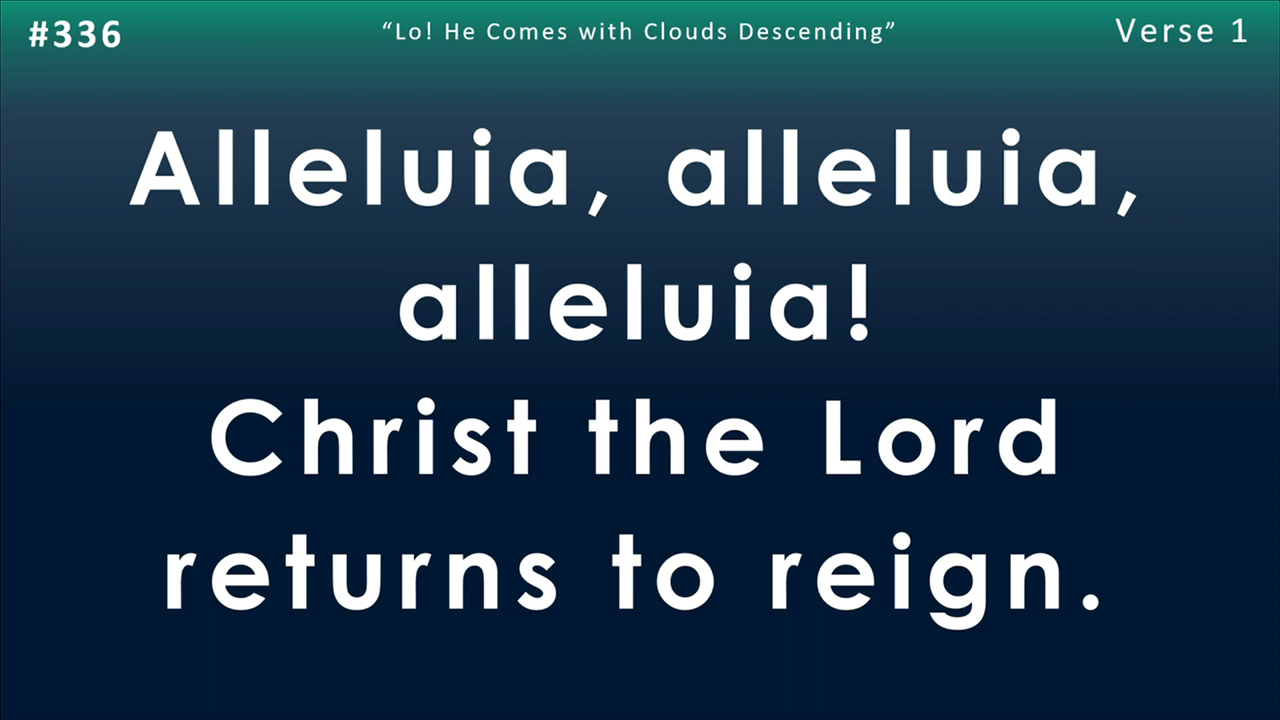 #336
“Lo! He Comes with Clouds Descending”
Verse 1
Alleluia, alleluia,
alleluia!
Christ the Lord
returns to reign.